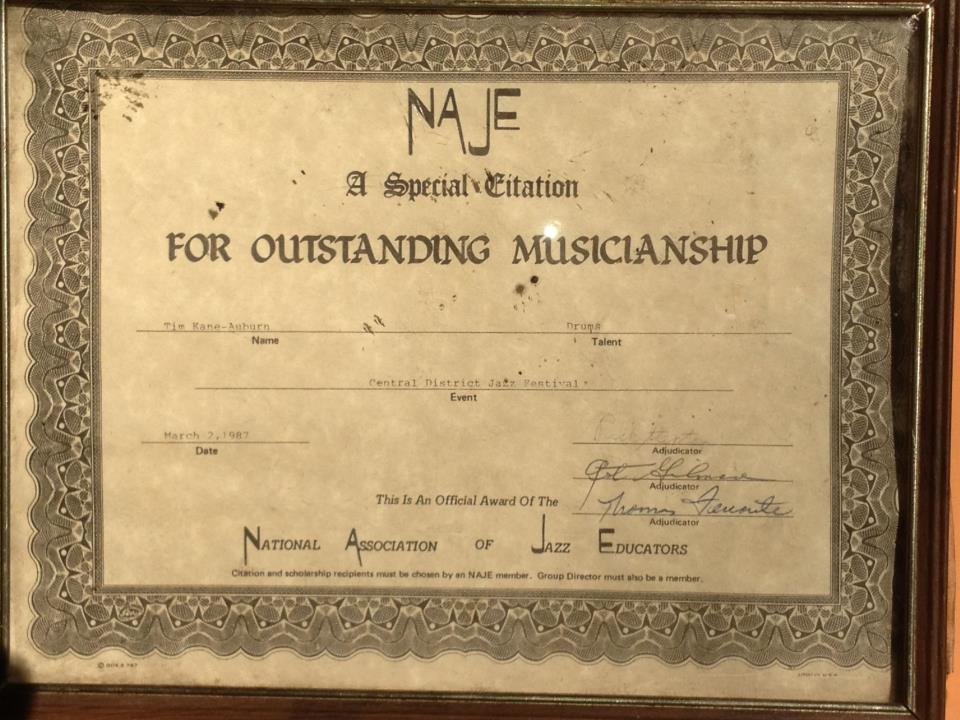 NAJE
A Special Citation
FOR OUTSTANDING MUSICIANSHIP
Tim Kane-Auburn Drums
Name Talent
Central District Jazz Festival
Event
March 2, 1987
Date
Adjudicator
Adjudicator
This Is An Official Award Of The
Thomas
Adjudicator
NATIONAL ASSOCIATION OF JAZZ EDUCATORS
Citation and scholarship recipients must be chosen by an NAJE member. Group Director must also be a member.